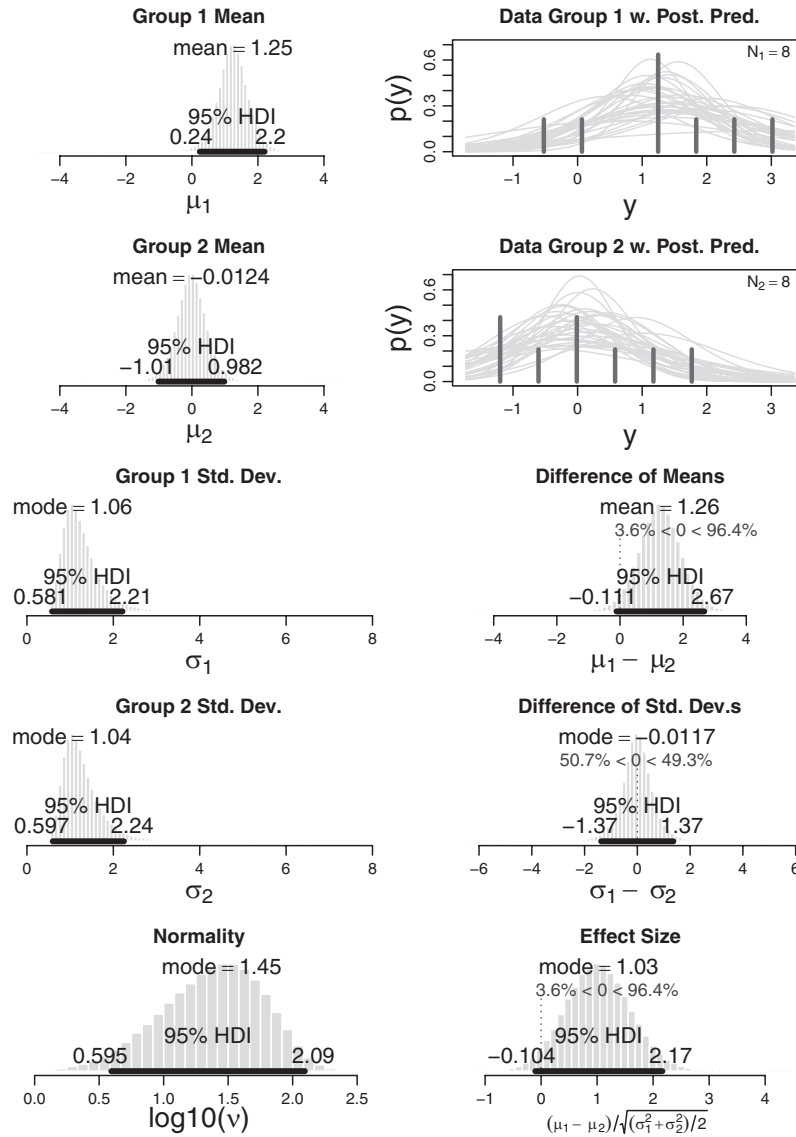 Group 1 Mean
mean = 1.25
95% HDI
0.24 2.2
−4 −2 0 2 4
μ1
Data Group 1 w. Post. Pred.
N1 = 8
p(y)
0.0 0.3 0.6
−1 0 1 2 3
y
Group 2 Mean
mean = −0.0124
95% HDI
−1.01 0.982
−4 −2 0 2 4
μ2
Data Group 2 w. Post. Pred.
N2 = 8
p(y)
0.0 0.3 0.6
−1 0 1 2 3
y
Group 1 Std. Dev.
mode = 1.06
95% HDI
0.581 2.21
0 2 4 6 8
σ1
Difference of Means
mean = 1.26
3.6% < 0 < 96.4%
95% HDI
−0.111 2.67
−4 −2 0 2 4
μ1 − μ2
Group 2 Std. Dev.
mode = 1.04
95% HDI
0.597 2.24
0 2 4 6 8
σ2
Difference of Std. Dev.s
mode = −0.0117
50.7% < 0 < 49.3%
95% HDI
−1.37 1.37
−6 −4 −2 0 2 4 6
σ1 − σ2
Normality
mode = 1.45
95% HDI
0.595 2.09
0.0 0.5 1.0 1.5 2.0 2.5
log10(ν)
Effect Size
mode = 1.03
3.6% < 0 < 96.4%
95% HDI
−0.104 2.17
−1 0 1 2 3 4
(μ1 − μ2)/√(σ1² + σ2²)/2